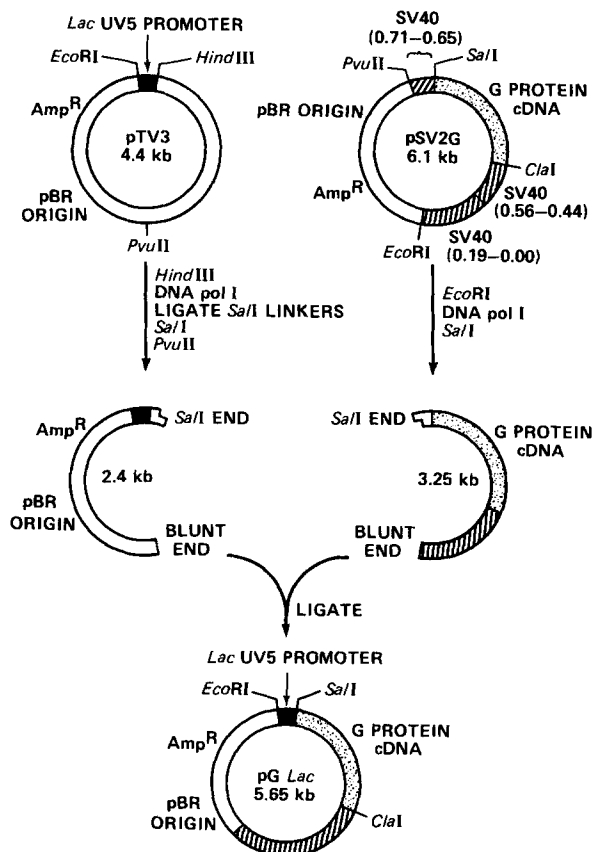 Lac UV5 PROMOTER
EcoRI
HindIII
AmpR
pTV3
4.4 kb
pBR
ORIGIN
PvuII
HindIII
DNA pol I
LIGATE SalI LINKERS
SalI
PvuII
SV40
(0.71–0.65)
PvuII
SalI
G PROTEIN
cDNA
pBR ORIGIN
pSV2G
6.1 kb
ClaI
AmpR
SV40
(0.56–0.44)
EcoRI
SV40
(0.19–0.00)
EcoRI
DNA pol I
SalI
AmpR
SalI END
2.4 kb
pBR
ORIGIN
BLUNT
END
SalI END
G PROTEIN
cDNA
3.25 kb
BLUNT
END
LIGATE
Lac UV5 PROMOTER
EcoRI
SalI
AmpR
G PROTEIN
cDNA
pG Lac
5.65 kb
pBR
ORIGIN
ClaI